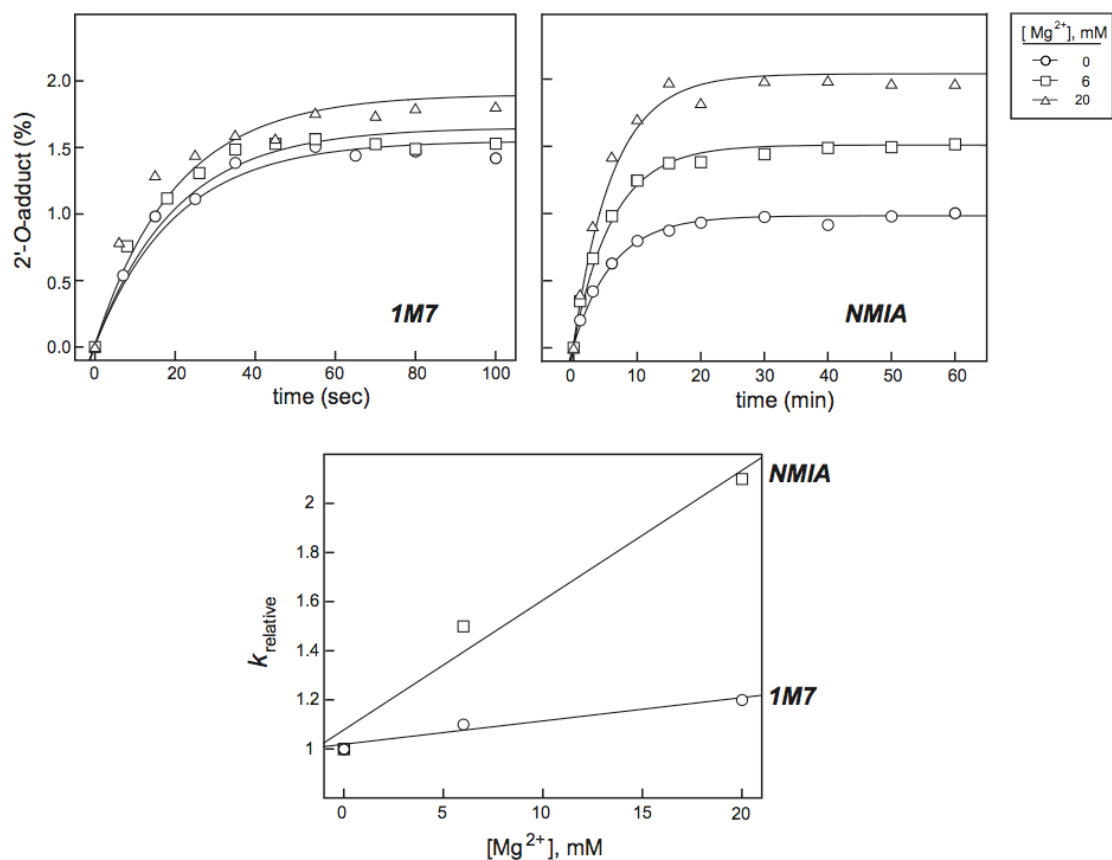 [ Mg2+], mM
0
6
20
2'-O-adduct (%)
2.0
1.5
1.0
0.5
0.0
1M7
0 20 40 60 80 100
time (sec)
NMIA
0 10 20 30 40 50 60
time (min)
krelative
2
1.8
1.6
1.4
1.2
1
NMIA
1M7
0 5 10 15 20
[Mg2+], mM